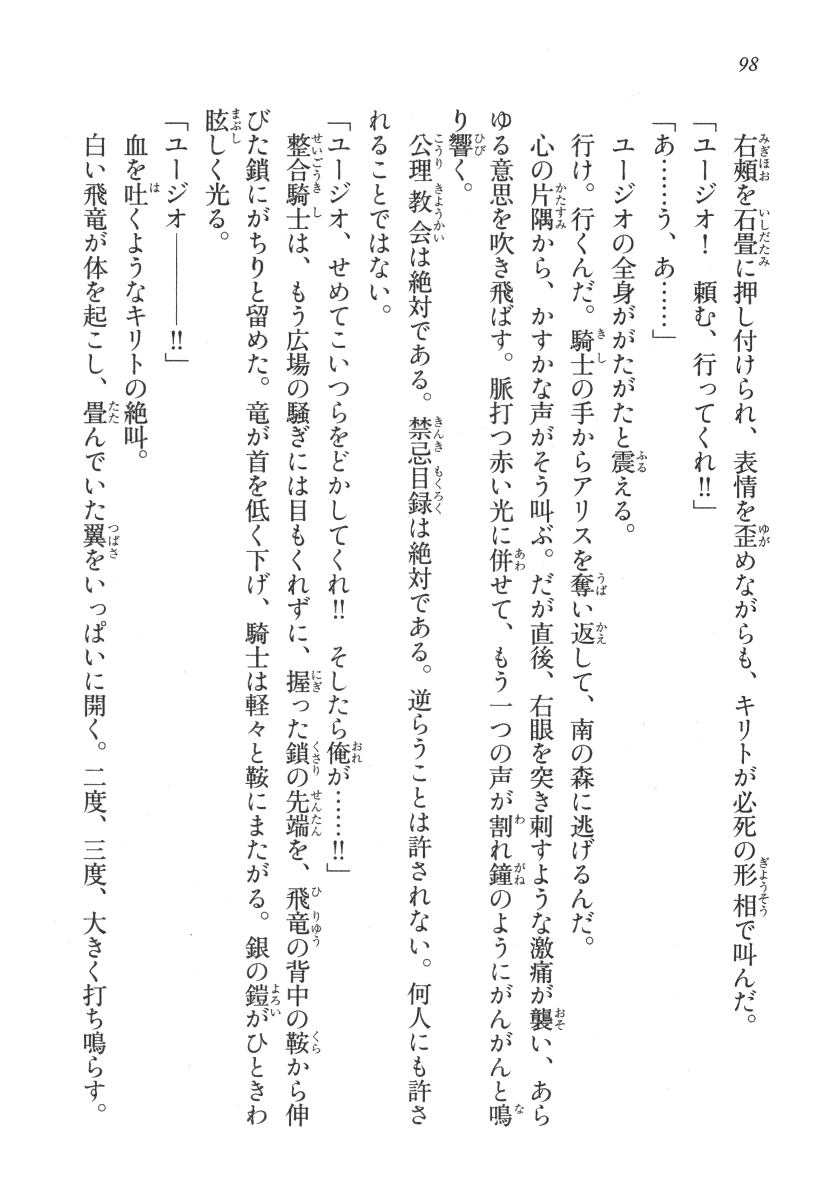 98
右頰を石畳に押し付けられ、表情を歪めながらも、キリトが必死の形相で叫んだ。
「ユージオ！　頼む、行ってくれ!!」
「あ……う、あ……」
ユージオの全身ががたがたと震える。
行け。行くんだ。騎士の手からアリスを奪い返して、南の森に逃げるんだ。
心の片隅から、かすかな声がそう叫ぶ。だが直後、右眼を突き刺すような激痛が襲い、あら
ゆる意思を吹き飛ばす。脈打つ赤い光に併せて、もう一つの声が割れ鐘のようにがんがんと鳴
り響く。
公理教会は絶対である。禁忌目録は絶対である。逆らうことは許されない。何人にも許さ
れることではない。
「ユージオ、せめてこいつらをどかしてくれ!!　そしたら俺が……!!」
整合騎士は、もう広場の騒ぎには目もくれずに、握った鎖の先端を、飛竜の背中の鞍から伸
びた鎖にがちりと留めた。竜が首を低く下げ、騎士は軽々と鞍にまたがる。銀の鎧がひときわ
眩しく光る。
「ユージオ————!!」
血を吐くようなキリトの絶叫。
白い飛竜が体を起こし、畳んでいた翼をいっぱいに開く。二度、三度、大きく打ち鳴らす。